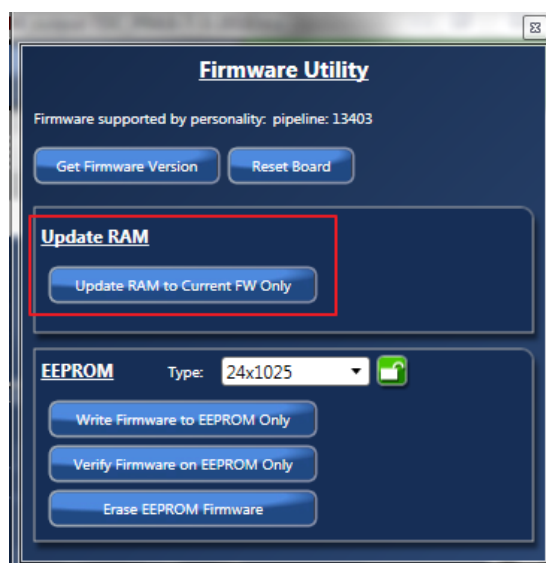 Firmware Utility
Firmware supported by personality: pipeline: 13403
Get Firmware Version Reset Board
Update RAM
Update RAM to Current FW Only
EEPROM Type: 24x1025
Write Firmware to EEPROM Only
Verify Firmware on EEPROM Only
Erase EEPROM Firmware